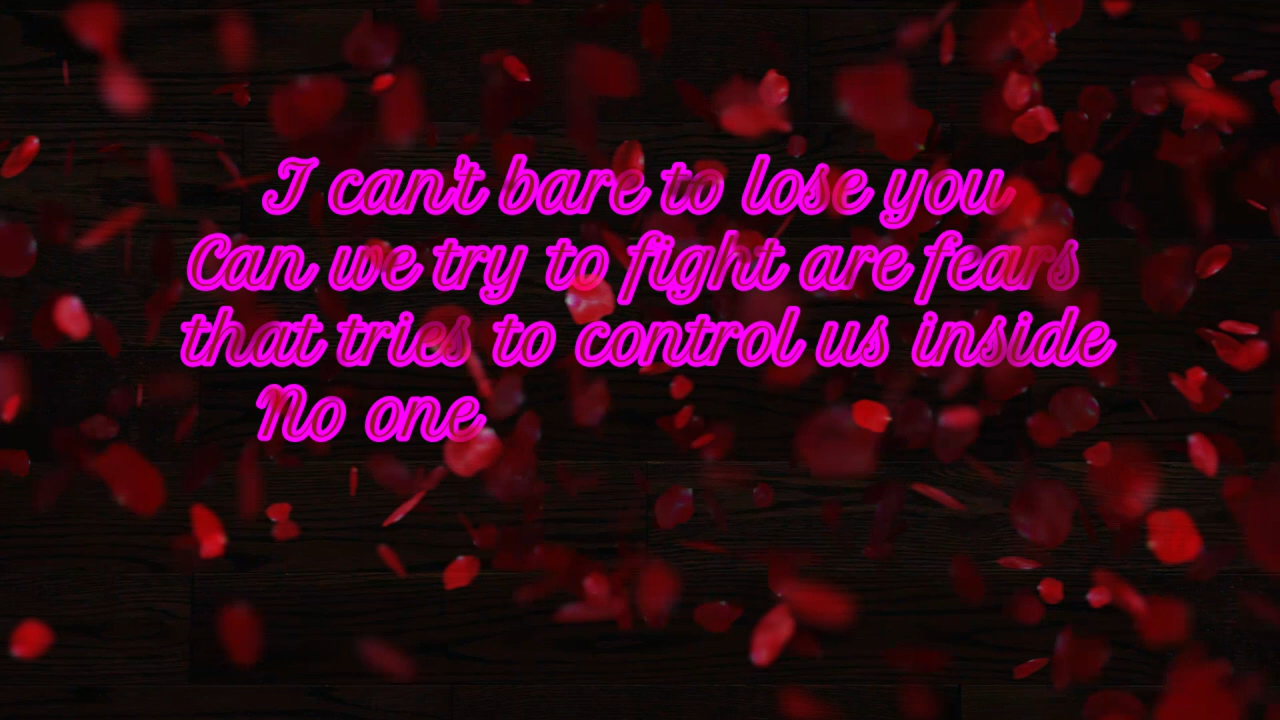 I can't bare to lose you
Can we try to fight are fears
that tries to control us inside
No one